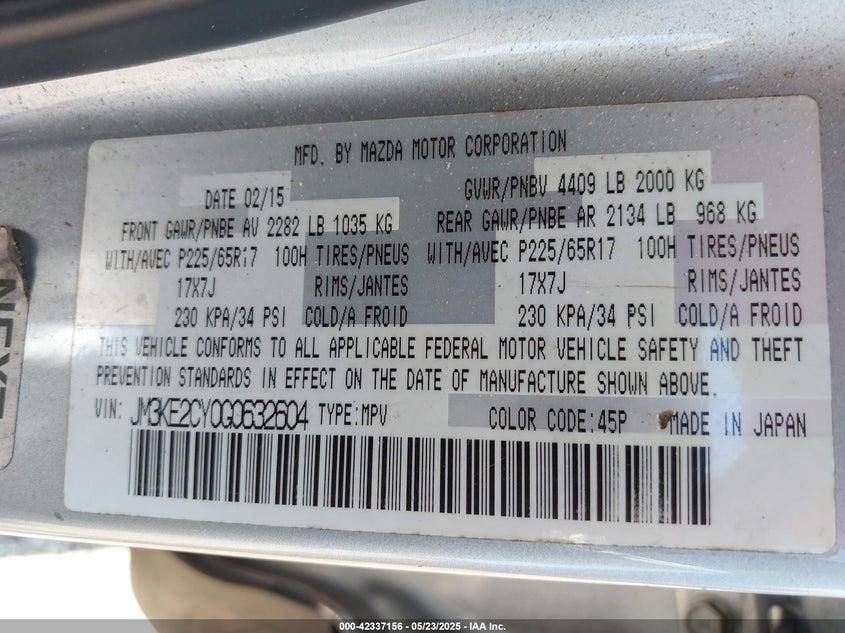 MFD. BY MAZDA MOTOR CORPORATION
DATE 02/15 GVWR/PNBV 4409 LB 2000 KG
FRONT GAWR/PNBE AV 2282 LB 1035 KG REAR GAWR/PNBE AR 2134 LB 968 KG
WITH/AVEC P225/65R17 100H TIRES/PNEUS WITH/AVEC P225/65R17 100H TIRES/PNEUS
17X7J RIMS/JANTES 17X7J RIMS/JANTES
230 KPA/34 PSI COLD/A FROID 230 KPA/34 PSI COLD/A FROID
THIS VEHICLE CONFORMS TO ALL APPLICABLE FEDERAL MOTOR VEHICLE SAFETY AND THEFT
PREVENTION STANDARDS IN EFFECT ON THE DATE OF MANUFACTURE SHOWN ABOVE.
VIN: JM3KE2CY0G0632604 TYPE:MPV COLOR CODE:45P MADE IN JAPAN
NEXT
000-42337156 — 05/23/2025 — IAA Inc.